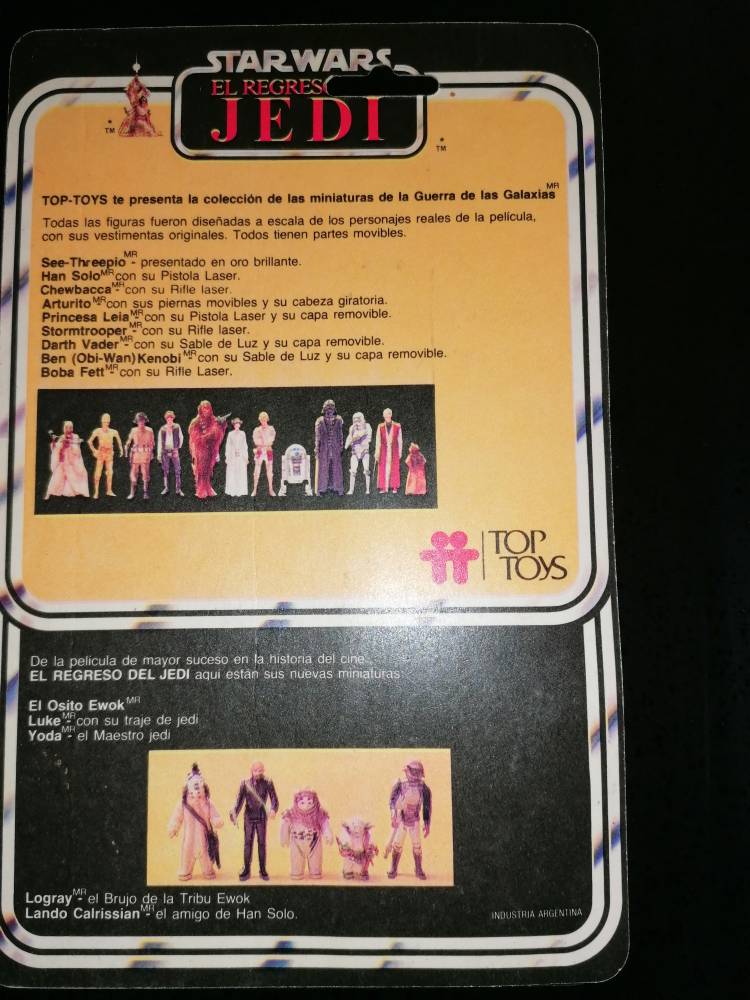 STAR WARS
EL REGRES
JEDI
TM
TM
TOP-TOYS te presenta la colección de las miniaturas de la Guerra de las Galaxias MR
Todas las figuras fueron diseñadas a escala de los personajes reales de la película,
con sus vestimentas originales. Todos tienen partes movibles.
See-Threepio MR - presentado en oro brillante.
Han Solo MR - con su Pistola Laser.
Chewbacca MR - con su Rifle laser.
Arturito MR - con sus piernas movibles y su cabeza giratoria.
Princesa Leia MR - con su Pistola Laser y su capa removible.
Stormtrooper MR - con su Rifle laser.
Darth Vader MR - con su Sable de Luz y su capa removible.
Ben (Obi-Wan) Kenobi MR - con su Sable de Luz y su capa removible.
Boba Fett MR - con su Rifle Laser.
TOP
TOYS
De la película de mayor suceso en la historia del cine
EL REGRESO DEL JEDI aquí están sus nuevas miniaturas:
El Osito Ewok MR
Luke MR - con su traje de jedi
Yoda MR - el Maestro jedi
Logray MR - el Brujo de la Tribu Ewok
Lando Calrissian MR - el amigo de Han Solo.
INDUSTRIA ARGENTINA